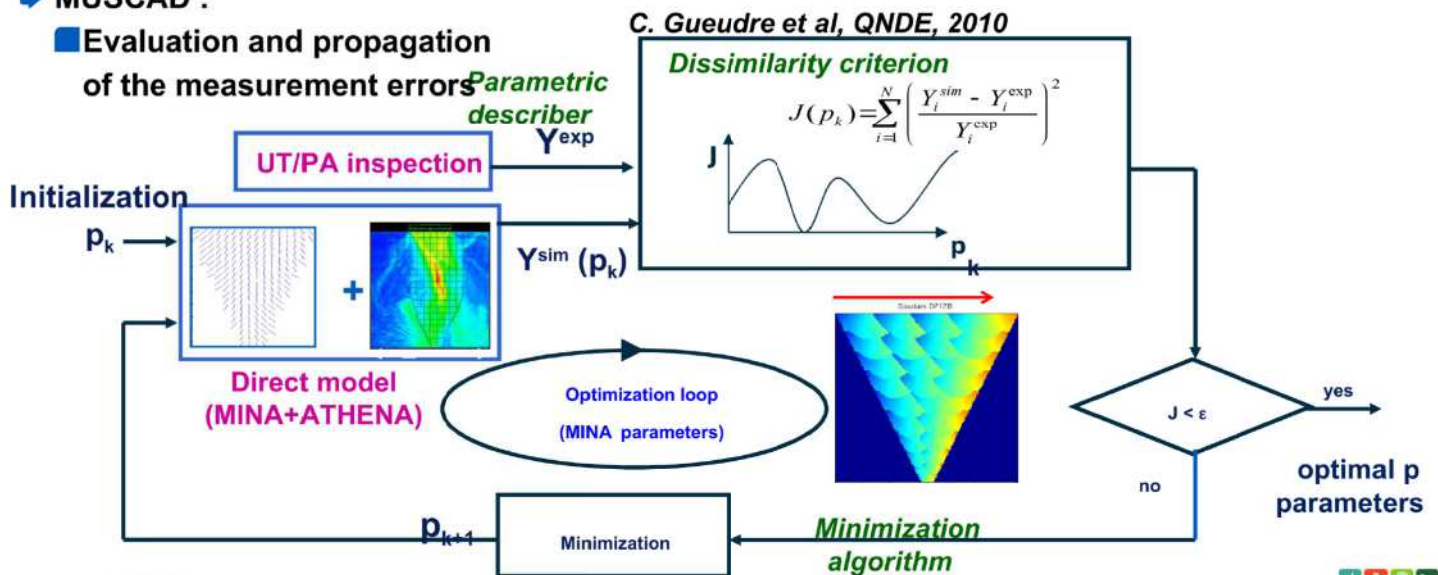 MUSCAD :
Evaluation and propagation
of the measurement errors
C. Gueudre et al, QNDE, 2010
Parametric
describer
Dissimilarity criterion
J(p_k)=∑_{i=1}^{N} ( (Y_i^{sim} - Y_i^{exp}) / Y_i^{exp} )^2
UT/PA inspection
Y^exp
J
p_k
Initialization
p_k
+
Y^sim (p_k)
Direct model
(MINA+ATHENA)
Optimization loop
(MINA parameters)
J < ε
yes
no
optimal p
parameters
p_{k+1}
Minimization
Minimization
algorithm